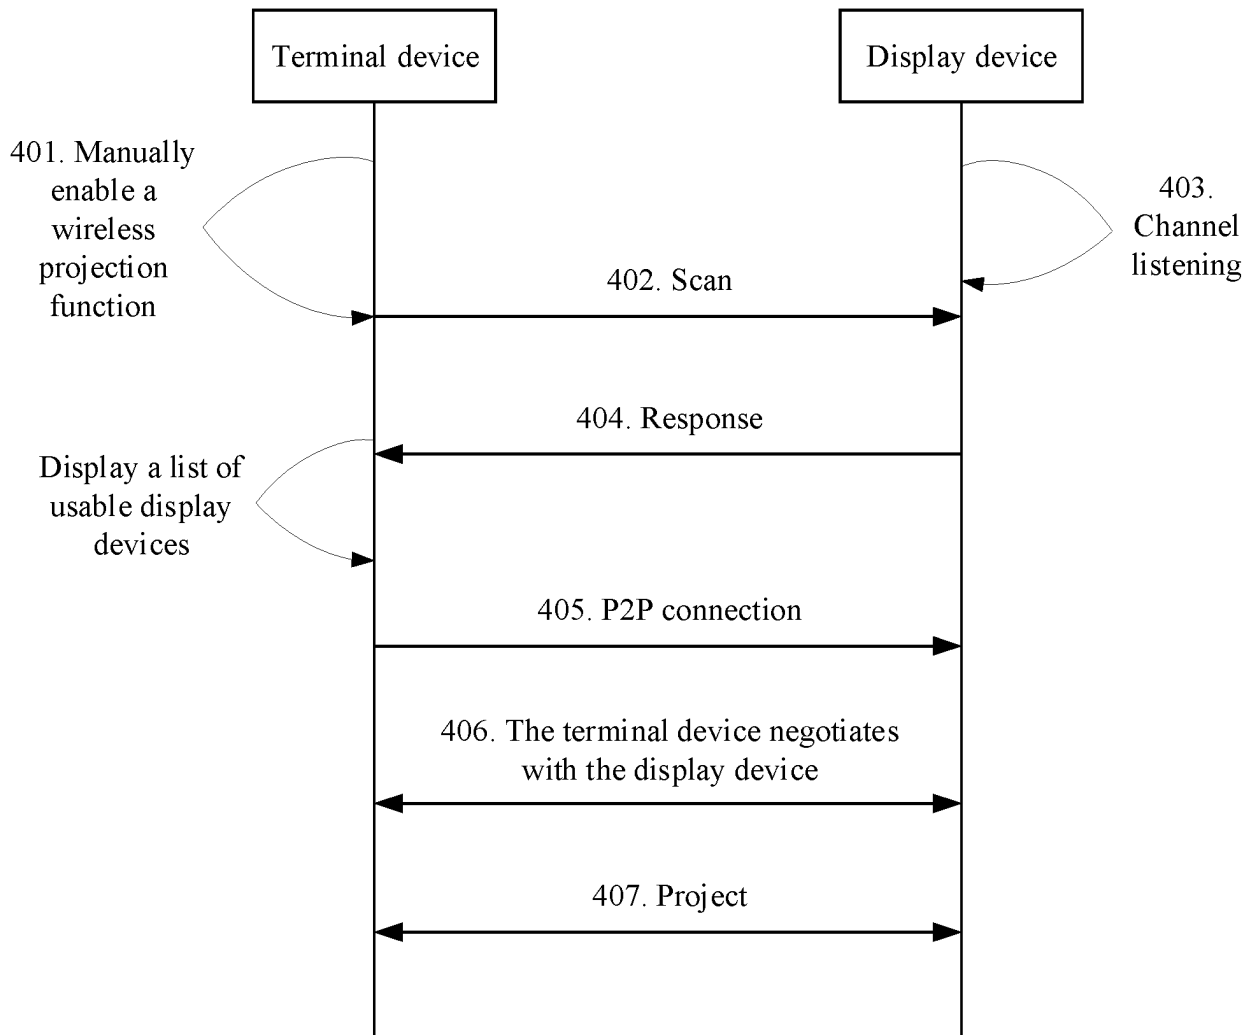 Terminal device
Display device
401. Manually
enable a
wireless
projection
function
403.
Channel
listening
402. Scan
404. Response
Display a list of
usable display
devices
405. P2P connection
406. The terminal device negotiates
with the display device
407. Project